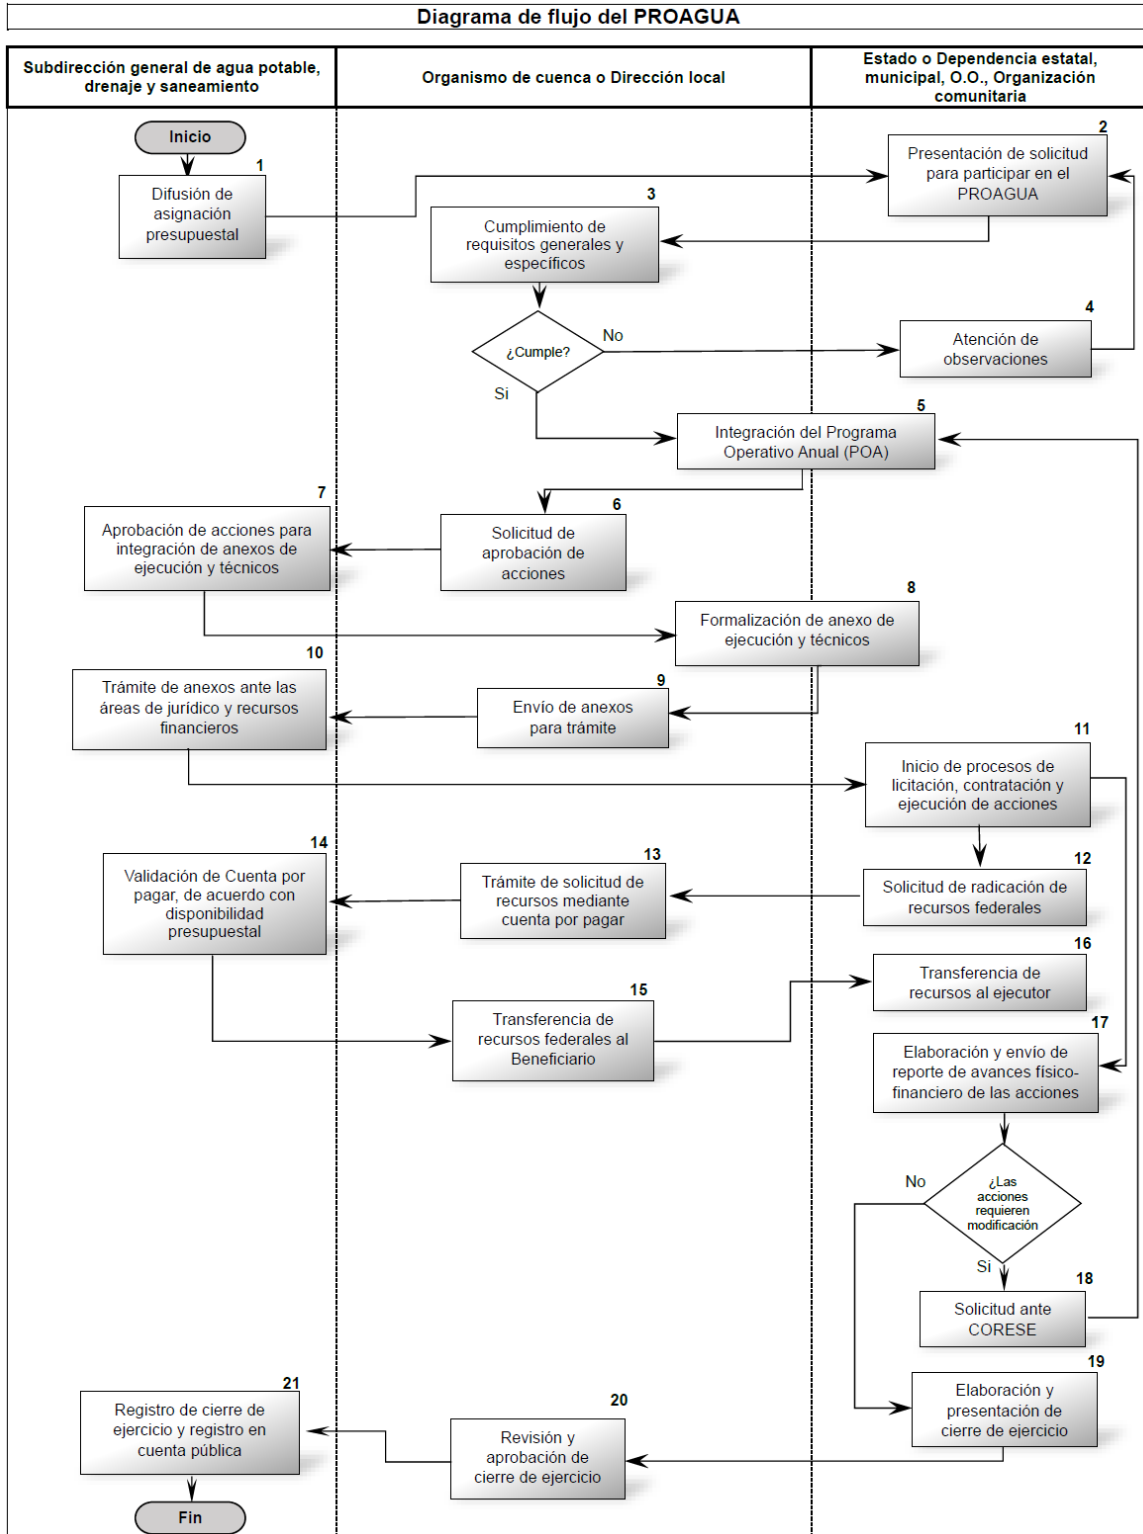 Diagrama de flujo del PROAGUA
Subdirección general de agua potable,
drenaje y saneamiento
Organismo de cuenca o Dirección local
Estado o Dependencia estatal,
municipal, O.O., Organización
comunitaria
Inicio
1
Difusión de
asignación
presupuestal
2
Presentación de solicitud
para participar en el
PROAGUA
3
Cumplimiento de
requisitos generales y
específicos
¿Cumple?
No
Si
4
Atención de
observaciones
5
Integración del Programa
Operativo Anual (POA)
6
Solicitud de
aprobación de
acciones
7
Aprobación de acciones para
integración de anexos de
ejecución y técnicos
8
Formalización de anexo de
ejecución y técnicos
9
Envío de anexos
para trámite
10
Trámite de anexos ante las
áreas de jurídico y recursos
financieros
11
Inicio de procesos de
licitación, contratación y
ejecución de acciones
12
Solicitud de radicación de
recursos federales
13
Trámite de solicitud de
recursos mediante
cuenta por pagar
14
Validación de Cuenta por
pagar, de acuerdo con
disponibilidad
presupuestal
15
Transferencia de
recursos federales al
Beneficiario
16
Transferencia de
recursos al ejecutor
17
Elaboración y envío de
reporte de avances físico-
financiero de las acciones
¿Las
acciones
requieren
modificación
No
Si
18
Solicitud ante
CORESE
19
Elaboración y
presentación de
cierre de ejercicio
20
Revisión y
aprobación de
cierre de ejercicio
21
Registro de cierre de
ejercicio y registro en
cuenta pública
Fin